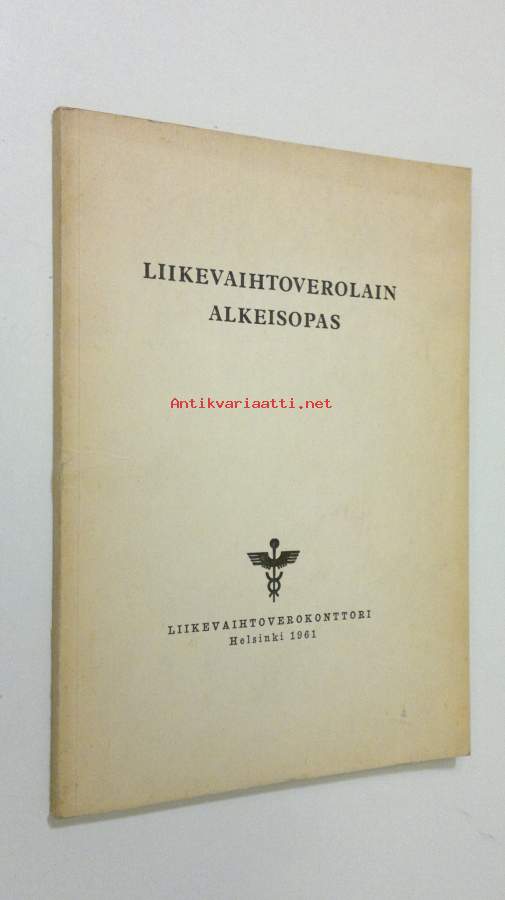 LIIKEVAIHTOVEROLAIN
ALKEISOPAS
Antikvariaatti.net
LIIKEVAIHTOVEROKONTTORI
Helsinki 1961